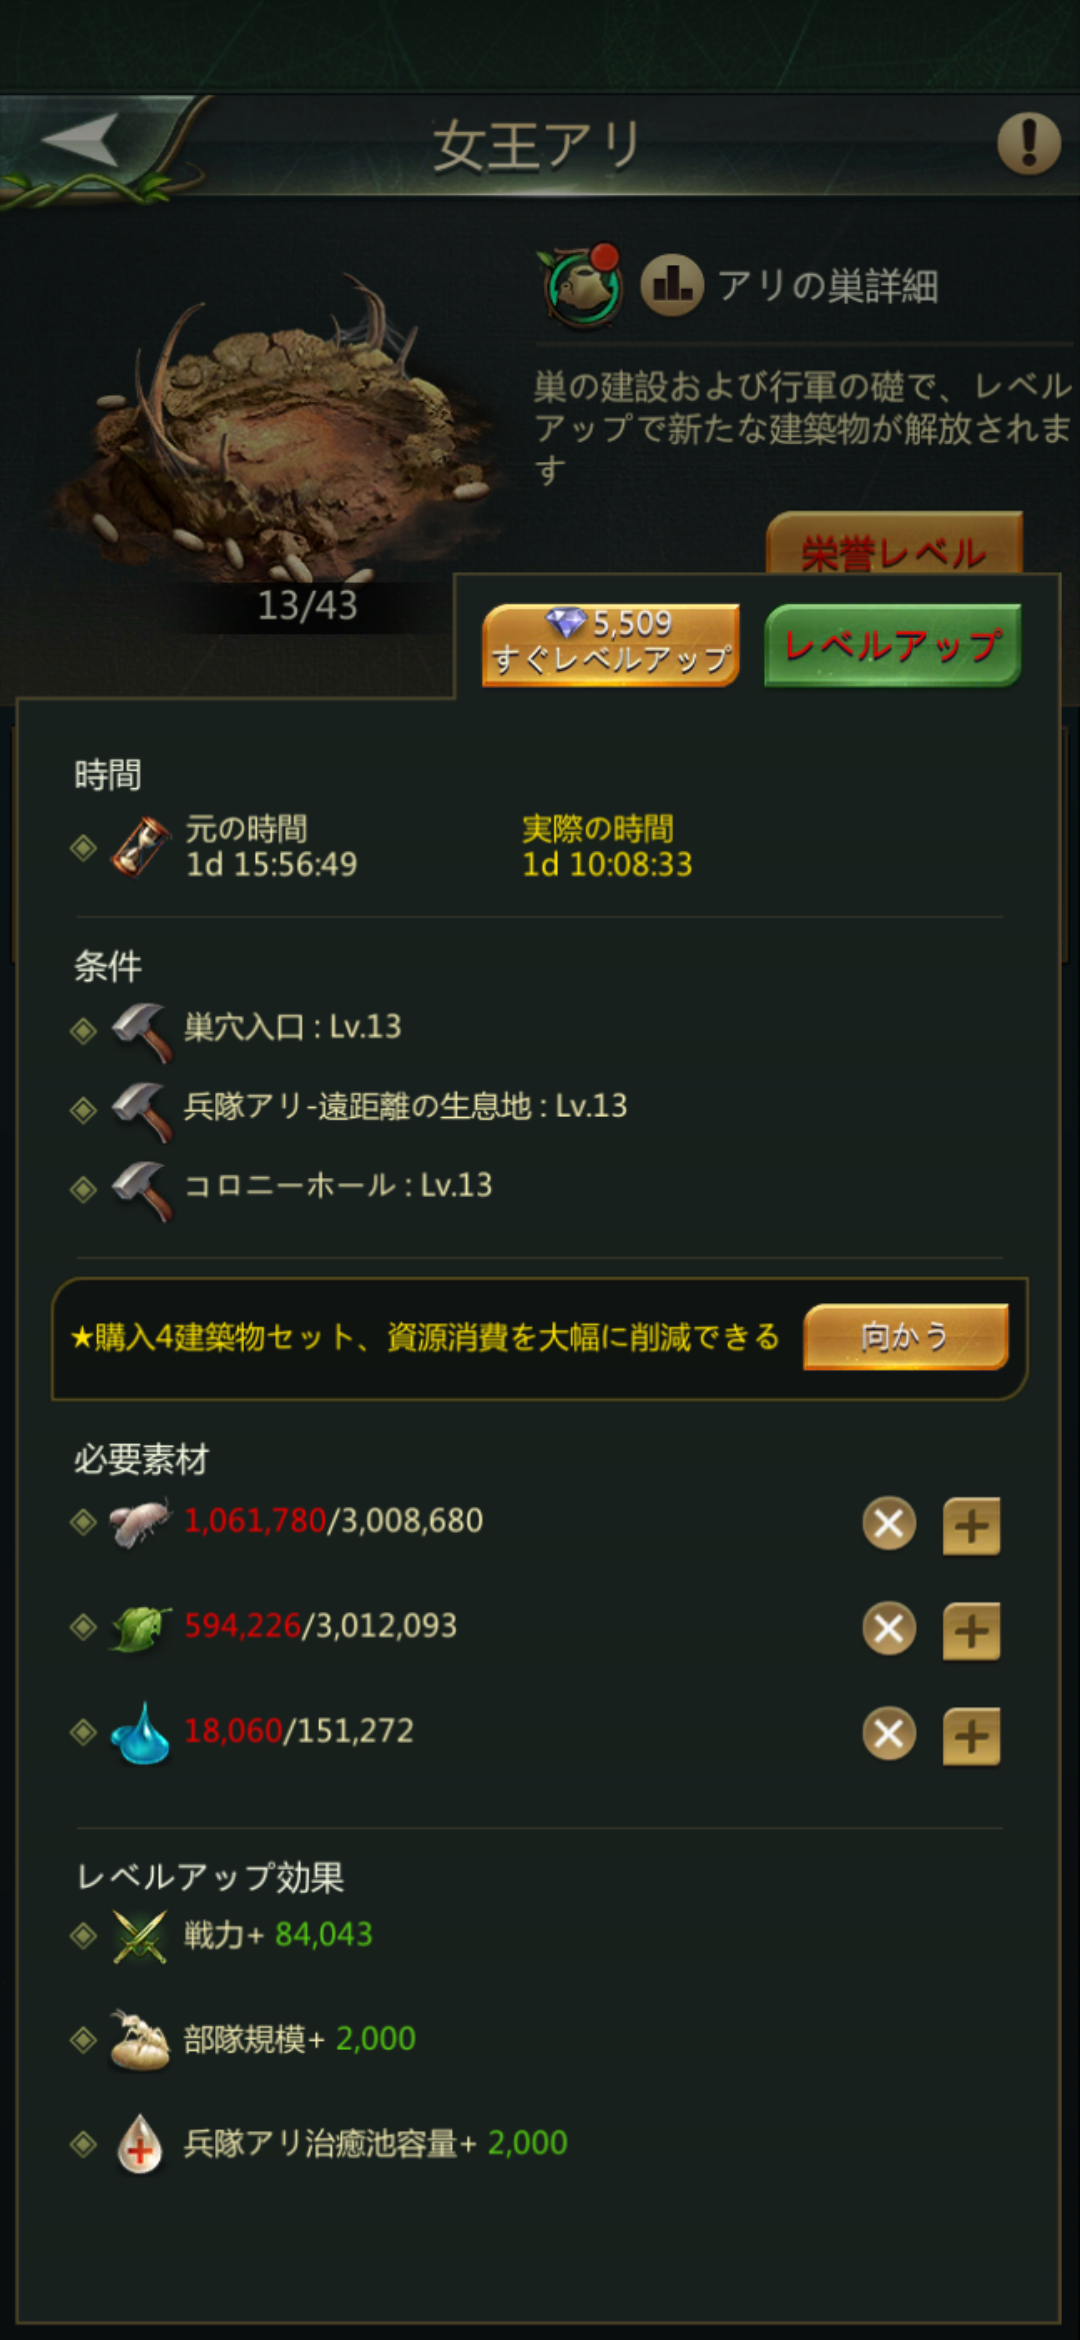 女王アリ
アリの巣詳細
巣の建設および行軍の礎で、レベル
アップで新たな建築物が解放されま
す
栄誉レベル
13/43
5,509
すぐレベルアップ
レベルアップ
時間
元の時間
1d 15:56:49
実際の時間
1d 10:08:33
条件
巣穴入口 : Lv.13
兵隊アリ-遠距離の生息地 : Lv.13
コロニーホール : Lv.13
★購入4建築物セット、資源消費を大幅に削減できる
向かう
必要素材
1,061,780/3,008,680
594,226/3,012,093
18,060/151,272
レベルアップ効果
戦力+ 84,043
部隊規模+ 2,000
兵隊アリ治癒池容量+ 2,000